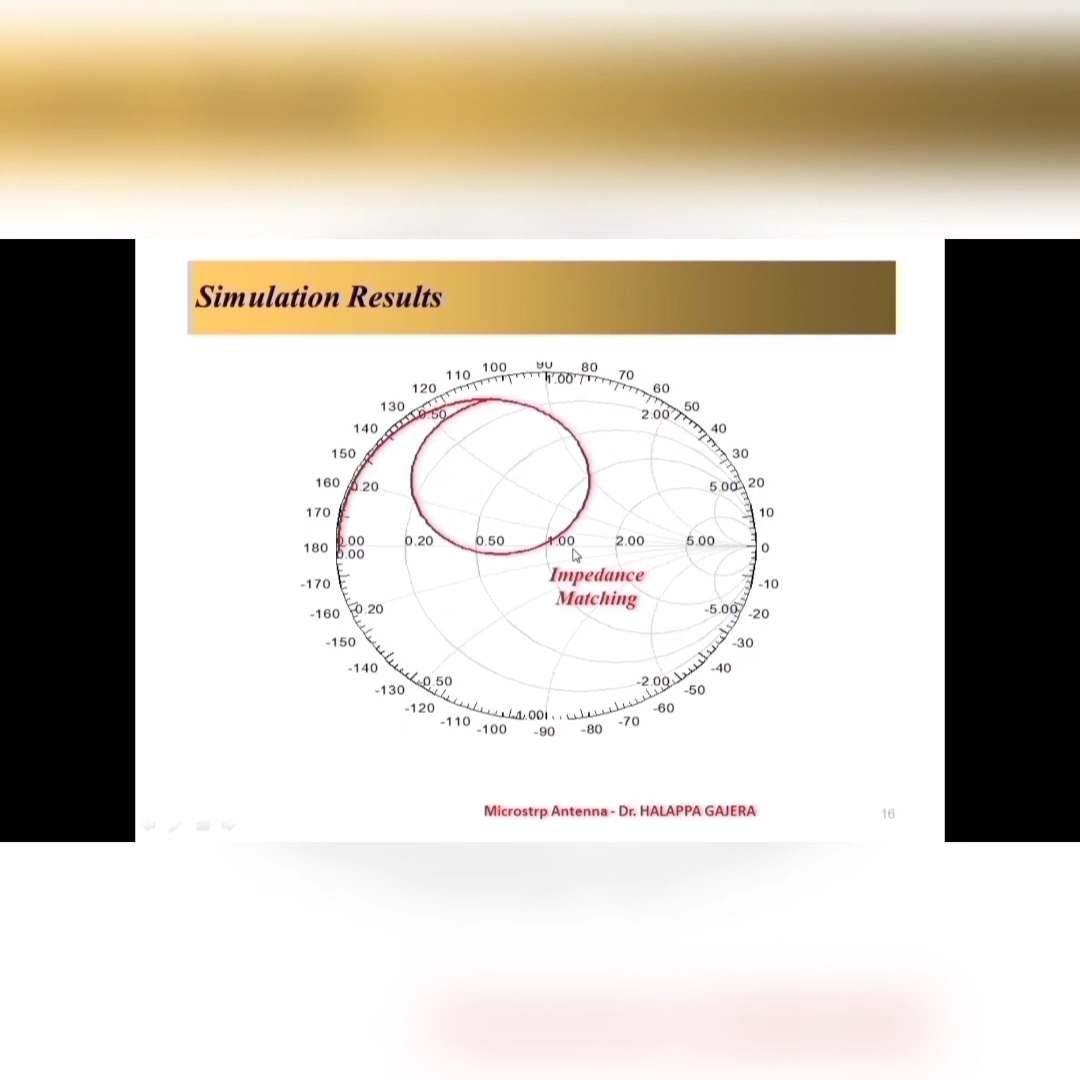 Simulation Results
90
100 80
110 70
1.00
120 60
130 0.50 2.00 50
140 40
150 30
160 0.20 5.00 20
170 10
180 0.00 0.20 0.50 1.00 2.00 5.00 0
0.00
-170 -10
-160 -0.20 -5.00 -20
-150 -30
-140 -40
-130 -0.50 -2.00 -50
-120 -60
-1.00
-110 -70
-100 -90 -80
Impedance
Matching
Microstrp Antenna - Dr. HALAPPA GAJERA
16